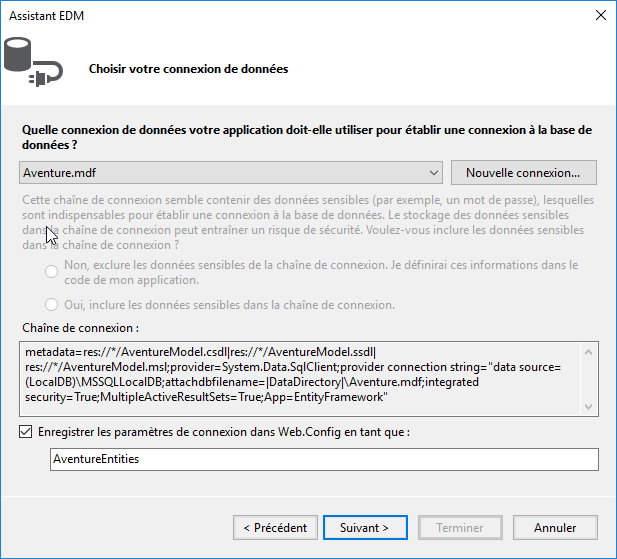 Assistant EDM
Choisir votre connexion de données
Quelle connexion de données votre application doit-elle utiliser pour établir une connexion à la base de
données ?
Aventure.mdf
Nouvelle connexion...
Cette chaîne de connexion semble contenir des données sensibles (par exemple, un mot de passe), lesquelles
sont indispensables pour établir une connexion à la base de données. Le stockage des données sensibles
dans la chaîne de connexion peut entraîner un risque de sécurité. Voulez-vous inclure les données sensibles
dans la chaîne de connexion ?
Non, exclure les données sensibles de la chaîne de connexion. Je définirai ces informations dans le
code de mon application.
Oui, inclure les données sensibles dans la chaîne de connexion.
Chaîne de connexion :
metadata=res://*/AventureModel.csdl|res://*/AventureModel.ssdl|
res://*/AventureModel.msl;provider=System.Data.SqlClient;provider connection string="data source=
(LocalDB)\MSSQLLocalDB;attachdbfilename=|DataDirectory|\Aventure.mdf;integrated
security=True;MultipleActiveResultSets=True;App=EntityFramework"
Enregistrer les paramètres de connexion dans Web.Config en tant que :
AventureEntities
< Précédent
Suivant >
Terminer
Annuler